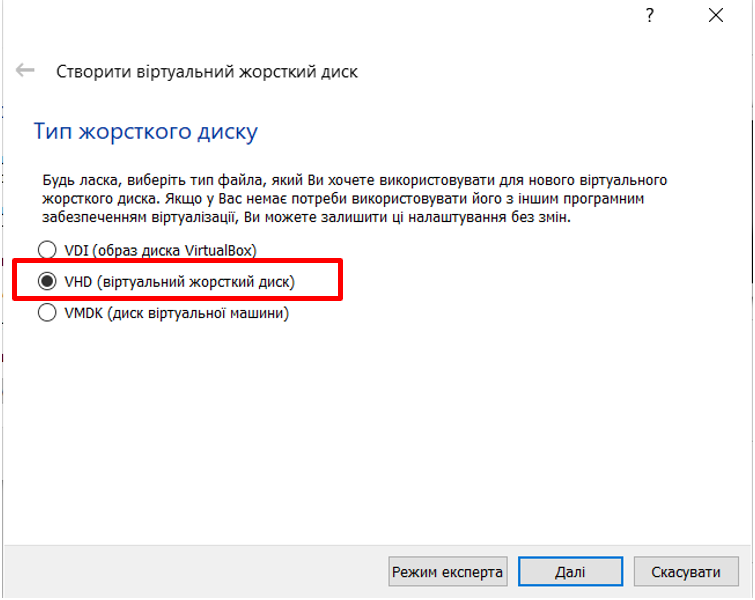 ?
Створити віртуальний жорсткий диск
Тип жорсткого диску
Будь ласка, виберіть тип файла, який Ви хочете використовувати для нового віртуального
жорсткого диска. Якщо у Вас немає потреби використовувати його з іншим програмним
забезпеченням віртуалізації, Ви можете залишити ці налаштування без змін.
VDI (образ диска VirtualBox)
VHD (віртуальний жорсткий диск)
VMDK (диск віртуальної машини)
Режим експерта Далі Скасувати